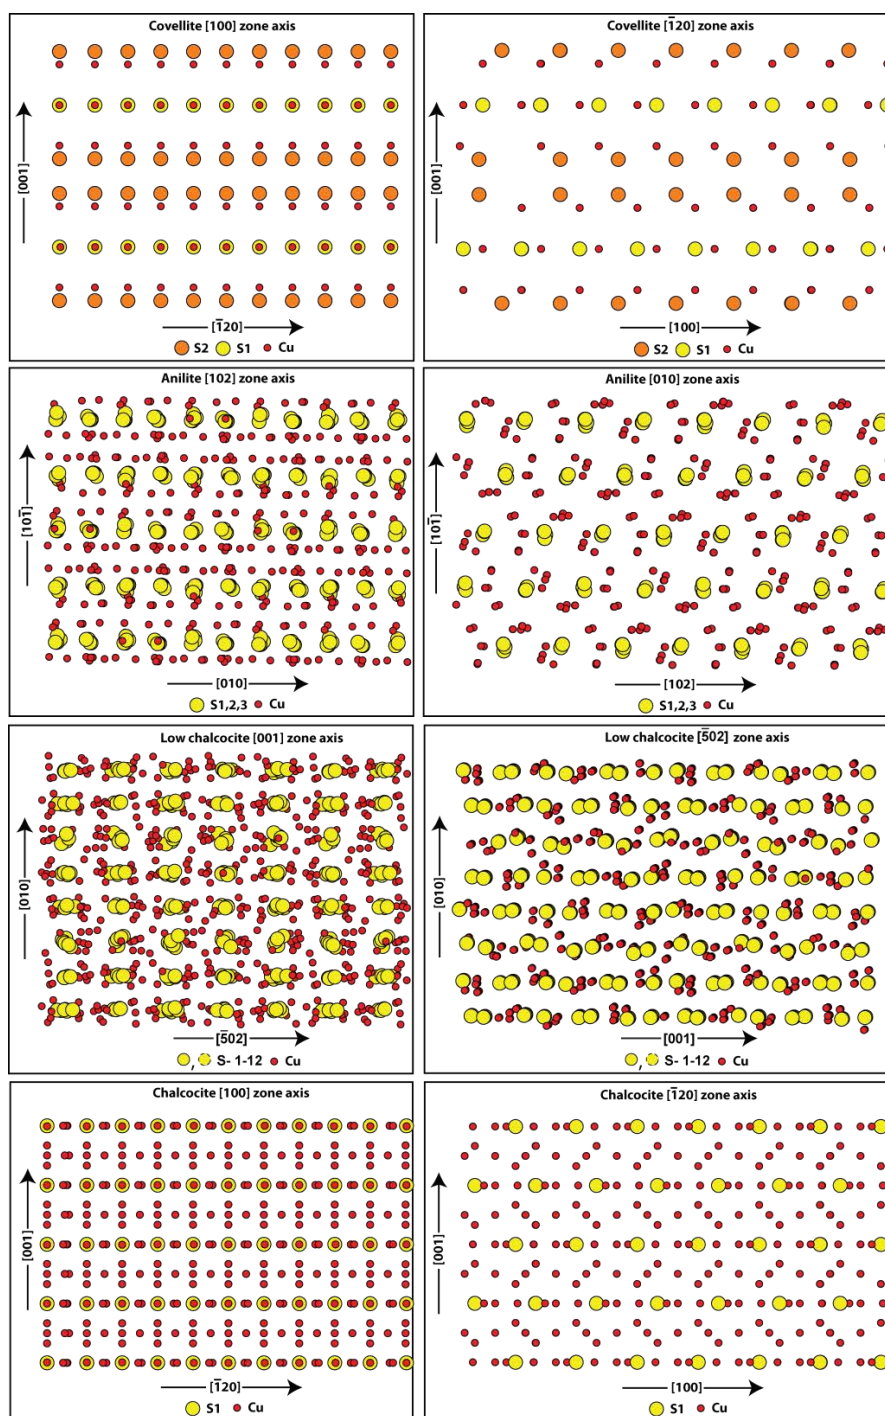 Covellite [100] zone axis
[001]
[1̅20]
S2 S1 Cu
Covellite [1̅20] zone axis
[001]
[100]
S2 S1 Cu
Anilite [102] zone axis
[101̅]
[010]
S1,2,3 Cu
Anilite [010] zone axis
[101̅]
[102]
S1,2,3 Cu
Low chalcocite [001] zone axis
[010]
[5̅02]
, S- 1-12 Cu
Low chalcocite [5̅02] zone axis
[010]
[001]
, S- 1-12 Cu
Chalcocite [100] zone axis
[001]
[1̅20]
S1 Cu
Chalcocite [1̅20] zone axis
[001]
[100]
S1 Cu